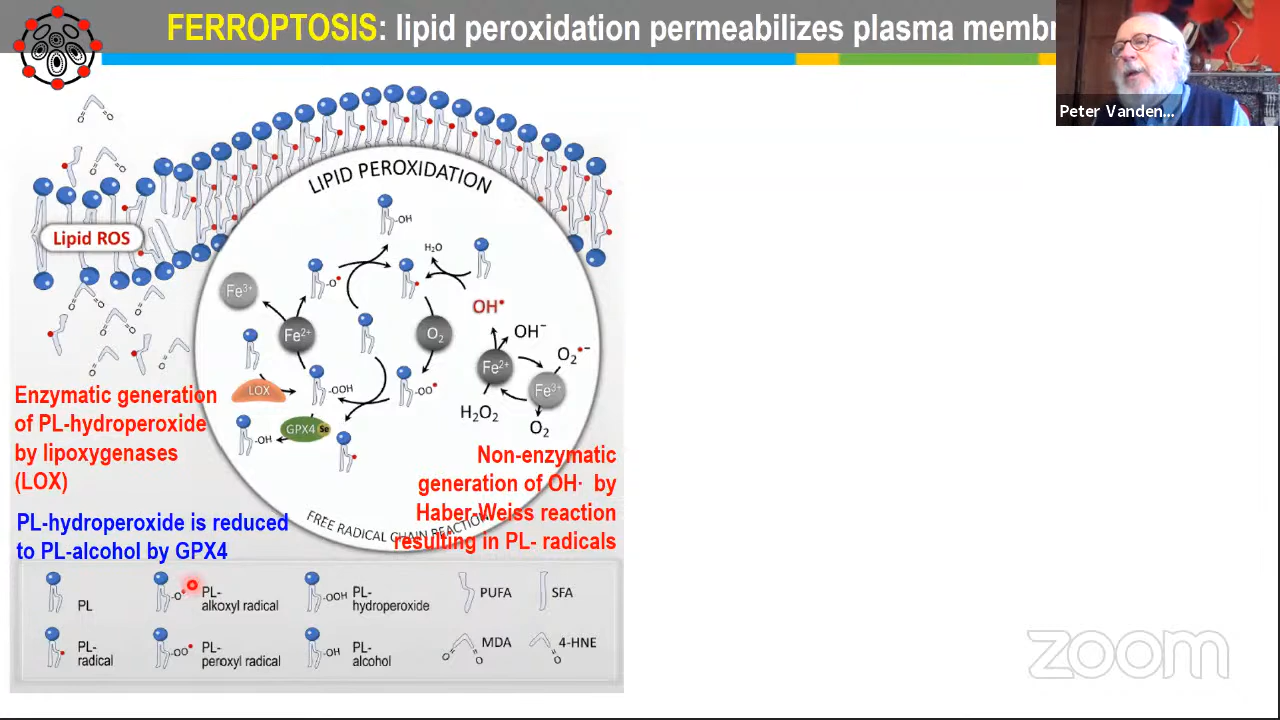 FERROPTOSIS: lipid peroxidation permeabilizes plasma
Peter Vanden...
LIPID PEROXIDATION
-OH
H₂O
Lipid ROS
-O•
Fe³⁺
OH•
Fe²⁺
O₂
OH⁻
O₂•⁻
Fe²⁺
Fe³⁺
LOX
-OOH
-OO•
H₂O₂
O₂
GPX4
Se
-OH
Enzymatic generation
of PL-hydroperoxide
by lipoxygenases
(LOX)
PL-hydroperoxide is reduced
to PL-alcohol by GPX4
Non-enzymatic
generation of OH· by
Haber-Weiss reaction
resulting in PL- radicals
FREE RADICAL CHAIN REACTION
PL
-O•
PL-
alkoxyl radical
-OOH
PL-
hydroperoxide
PUFA
SFA
PL-
radical
-OO•
PL-
peroxyl radical
-OH
PL-
alcohol
MDA
4-HNE
zoom